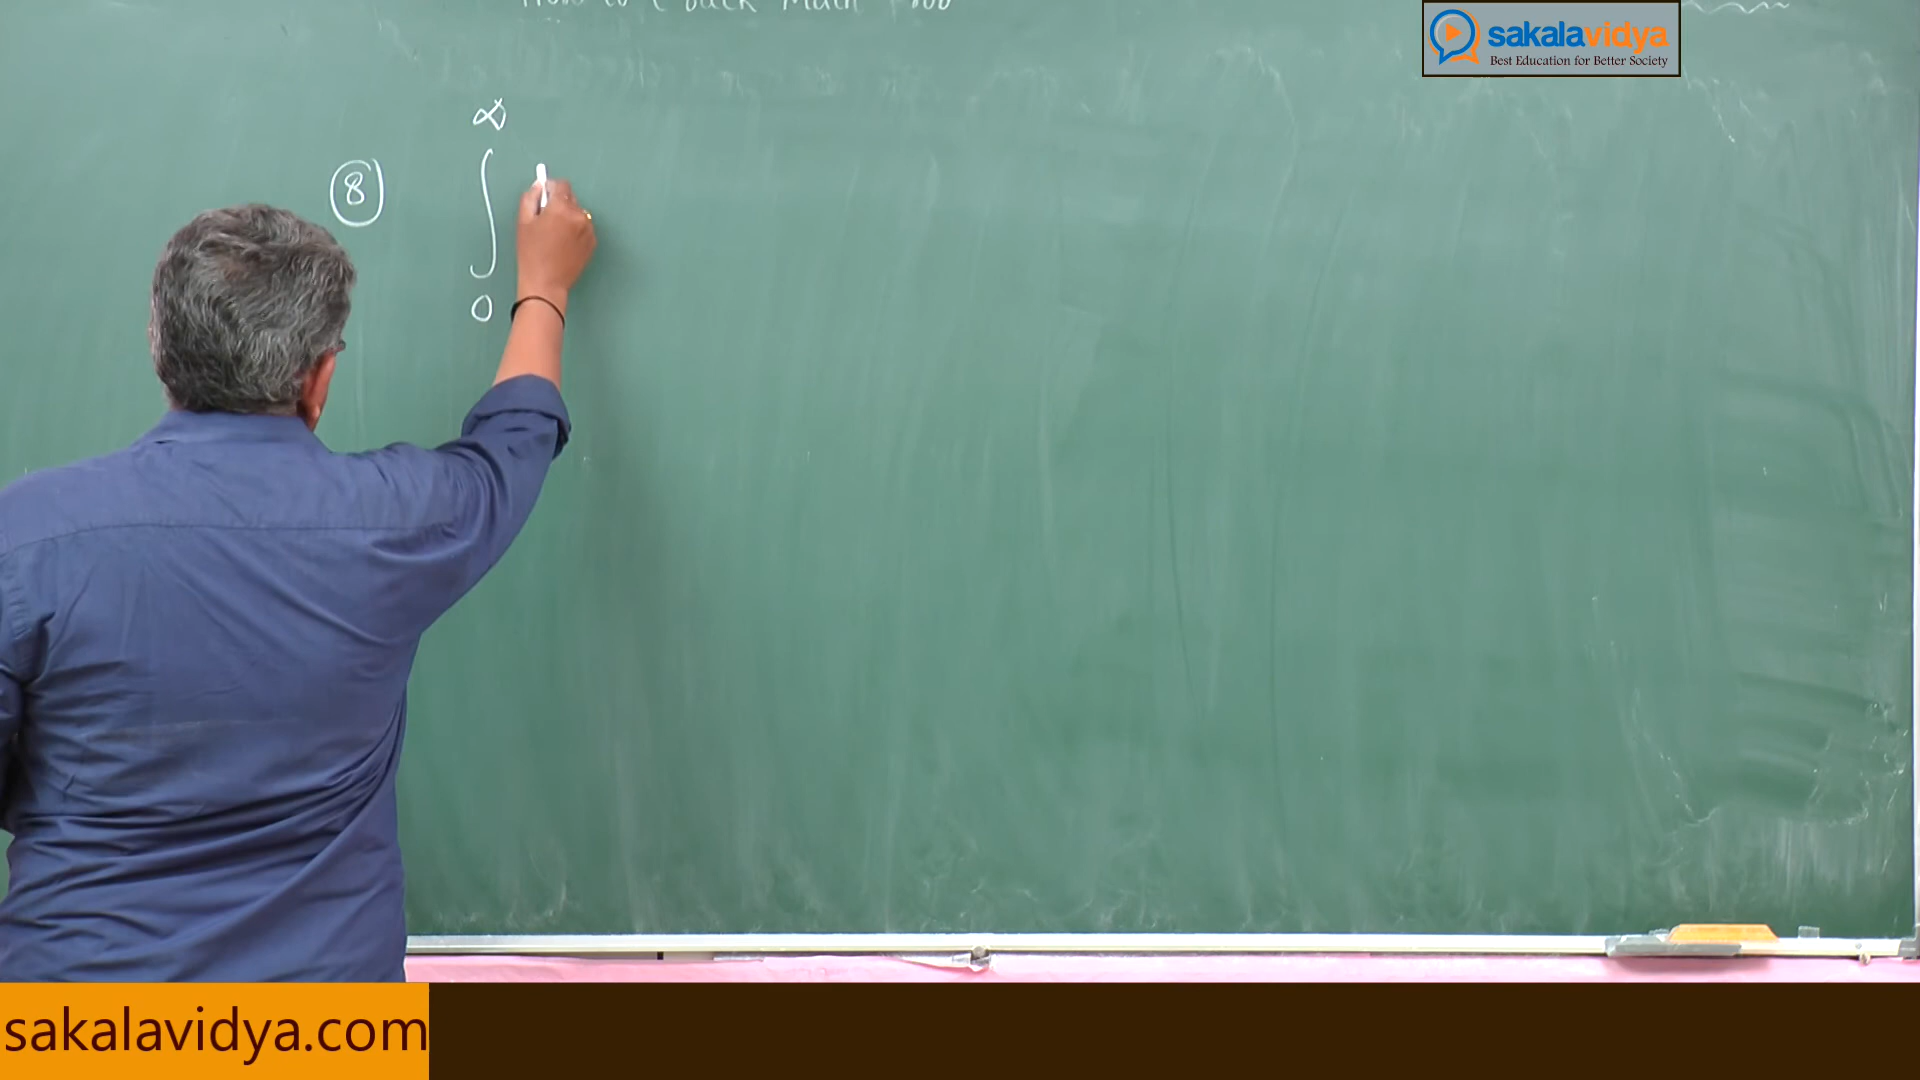 sakalavidya
Best Education for Better Society
∞
8 ∫
0
sakalavidya.com